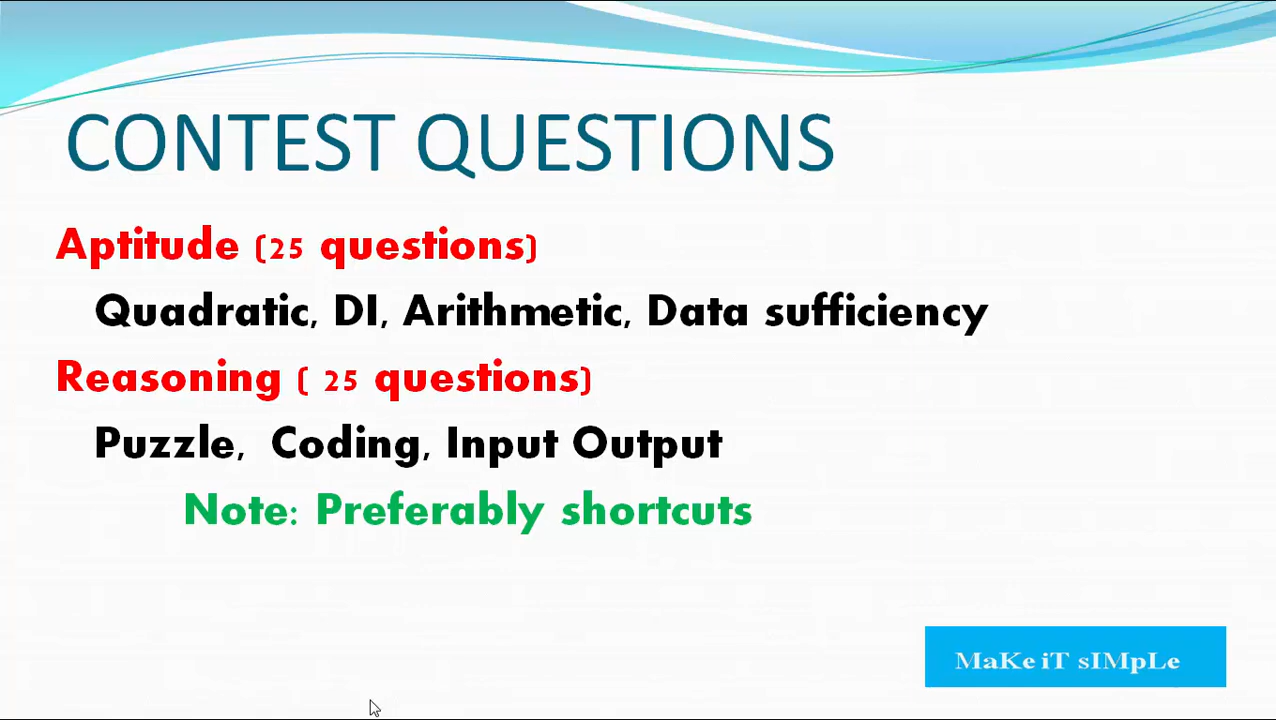 CONTEST QUESTIONS
Aptitude (25 questions)
Quadratic, DI, Arithmetic, Data sufficiency
Reasoning ( 25 questions)
Puzzle, Coding, Input Output
Note: Preferably shortcuts
MaKe iT sIMpLe